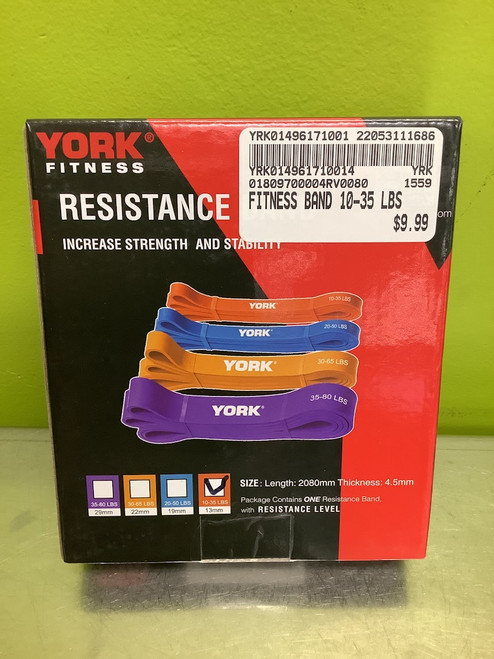 YORK®
FITNESS
YRK01496171001 22053111686
YRK014961710014 YRK
01809700004RV0080 1559
FITNESS BAND 10-35 LBS
$9.99
RESISTANCE
om
INCREASE STRENGTH AND STABILITY
YORK 10-35 LBS
YORK 20-50 LBS
YORK 30-65 LBS
YORK 35-80 LBS
35-80 LBS 30-65 LBS 20-50 LBS 10-35 LBS
29mm 22mm 19mm 13mm
SIZE: Length: 2080mm Thickness: 4.5mm
Package Contains ONE Resistance Band,
with RESISTANCE LEVEL